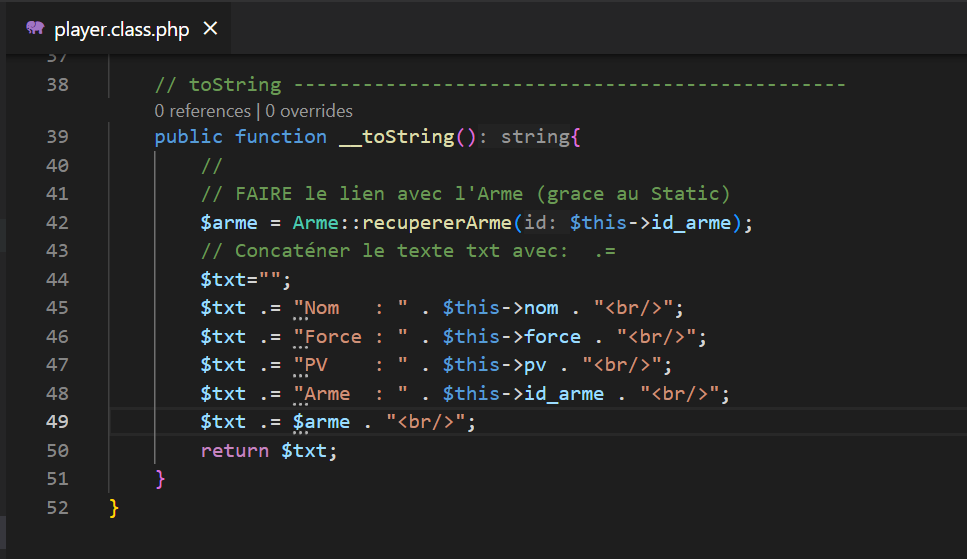 player.class.php ×
37
38 // toString ------------------------------------------------
0 references | 0 overrides
39 public function __toString(): string{
40 //
41 // FAIRE le lien avec l'Arme (grace au Static)
42 $arme = Arme::recupererArme(id: $this->id_arme);
43 // Concaténer le texte txt avec:  .=
44 $txt="";
45 $txt .= "Nom   : " . $this->nom . "<br/>";
46 $txt .= "Force : " . $this->force . "<br/>";
47 $txt .= "PV    : " . $this->pv . "<br/>";
48 $txt .= "Arme  : " . $this->id_arme . "<br/>";
49 $txt .= $arme . "<br/>";
50 return $txt;
51 }
52 }